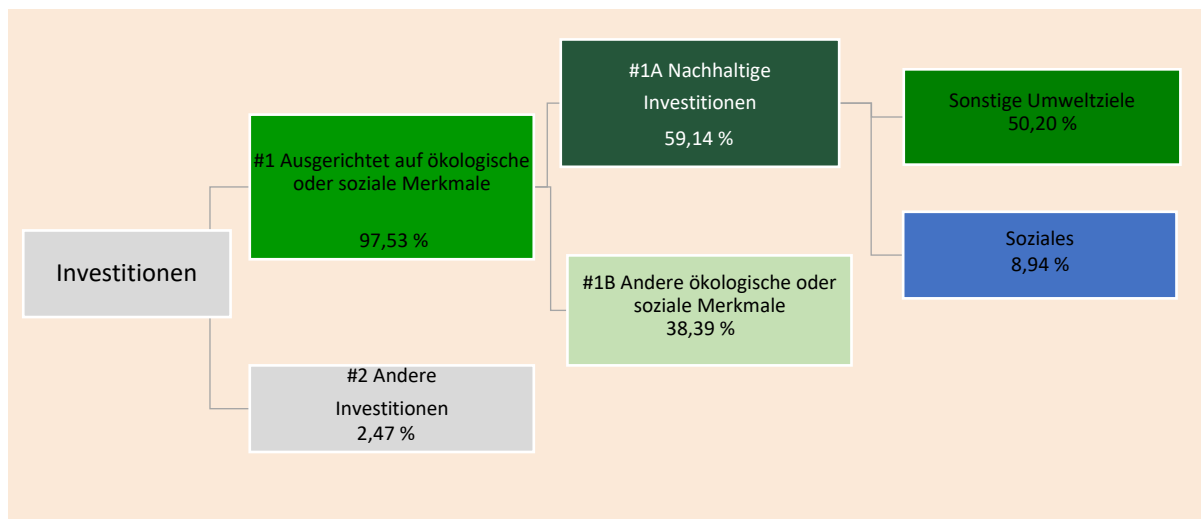 Investitionen
#1 Ausgerichtet auf ökologische
oder soziale Merkmale
97,53 %
#2 Andere
Investitionen
2,47 %
#1A Nachhaltige
Investitionen
59,14 %
#1B Andere ökologische oder
soziale Merkmale
38,39 %
Sonstige Umweltziele
50,20 %
Soziales
8,94 %